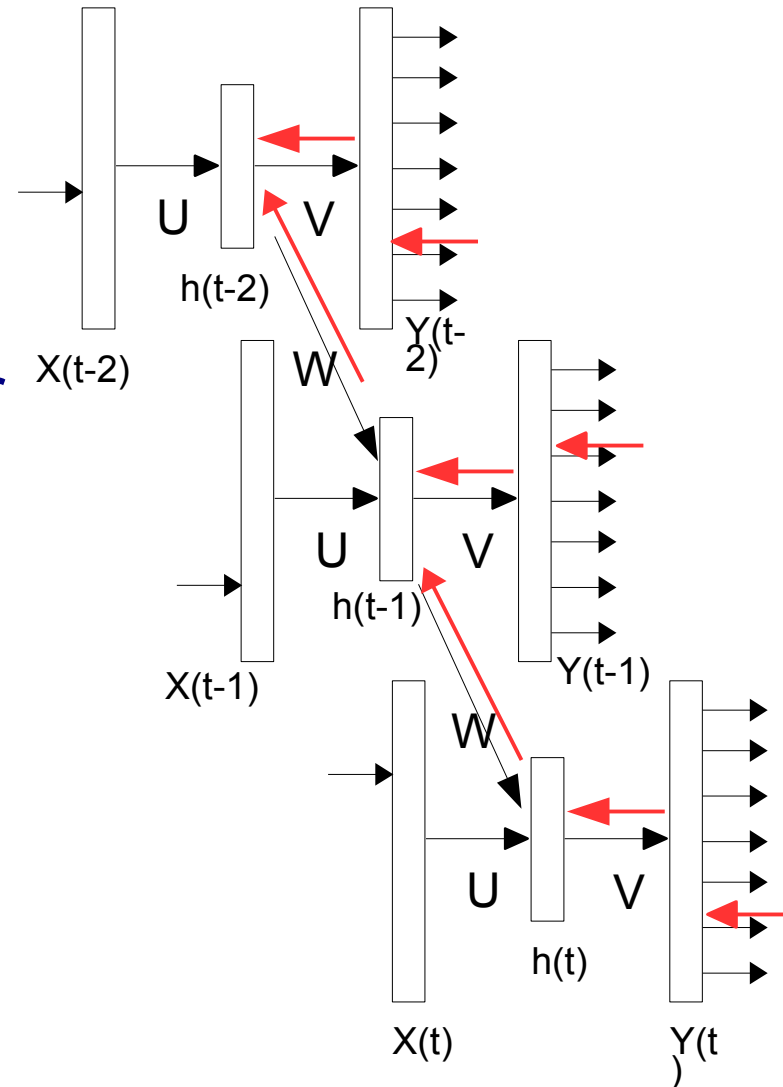 U
V
h(t-2)
Y(t-
2)
X(t-2)
W
U
V
h(t-1)
Y(t-1)
X(t-1)
W
U
V
h(t)
X(t)
Y(t
)